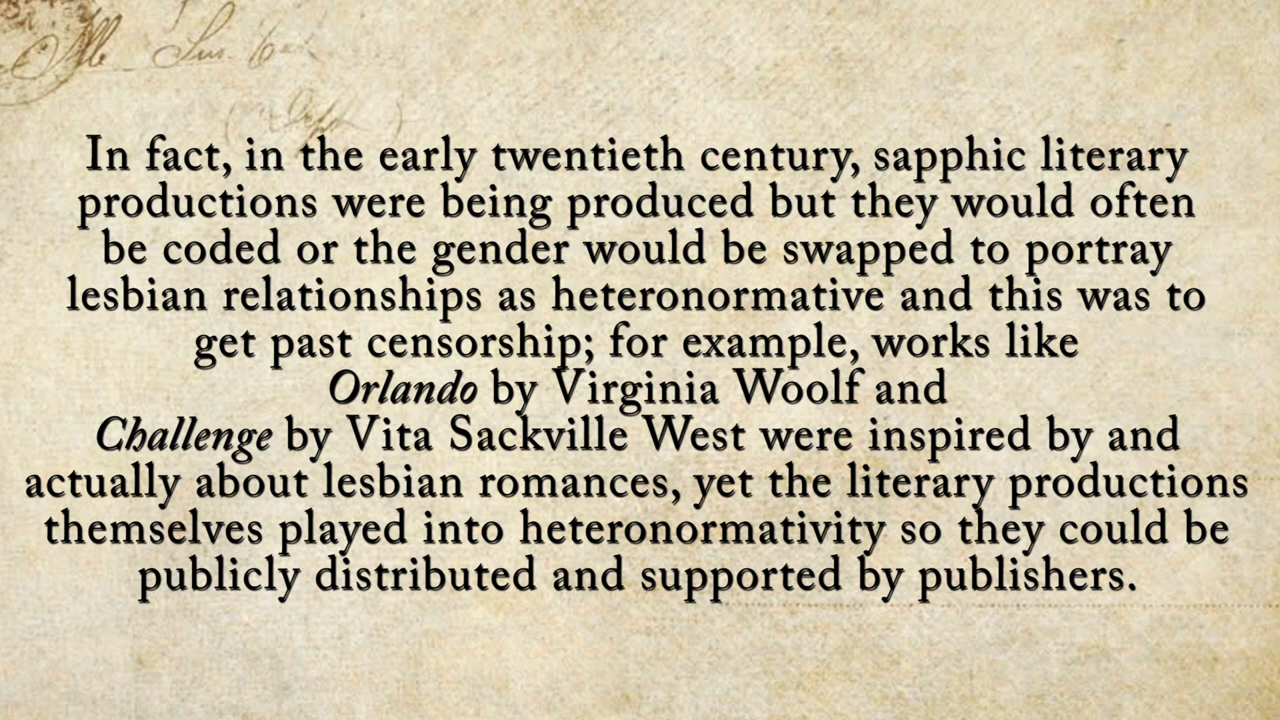 In fact, in the early twentieth century, sapphic literary
productions were being produced but they would often
be coded or the gender would be swapped to portray
lesbian relationships as heteronormative and this was to
get past censorship; for example, works like
Orlando by Virginia Woolf and
Challenge by Vita Sackville West were inspired by and
actually about lesbian romances, yet the literary productions
themselves played into heteronormativity so they could be
publicly distributed and supported by publishers.